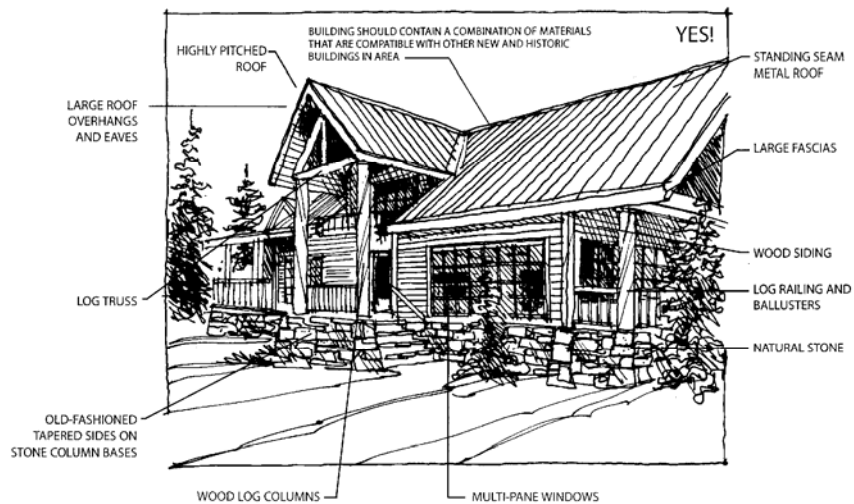 BUILDING SHOULD CONTAIN A COMBINATION OF MATERIALS
THAT ARE COMPATIBLE WITH OTHER NEW AND HISTORIC
BUILDINGS IN AREA
YES!
HIGHLY PITCHED
ROOF
STANDING SEAM
METAL ROOF
LARGE ROOF
OVERHANGS
AND EAVES
LARGE FASCIAS
WOOD SIDING
LOG TRUSS
LOG RAILING AND
BALLUSTERS
NATURAL STONE
OLD-FASHIONED
TAPERED SIDES ON
STONE COLUMN BASES
WOOD LOG COLUMNS
MULTI-PANE WINDOWS